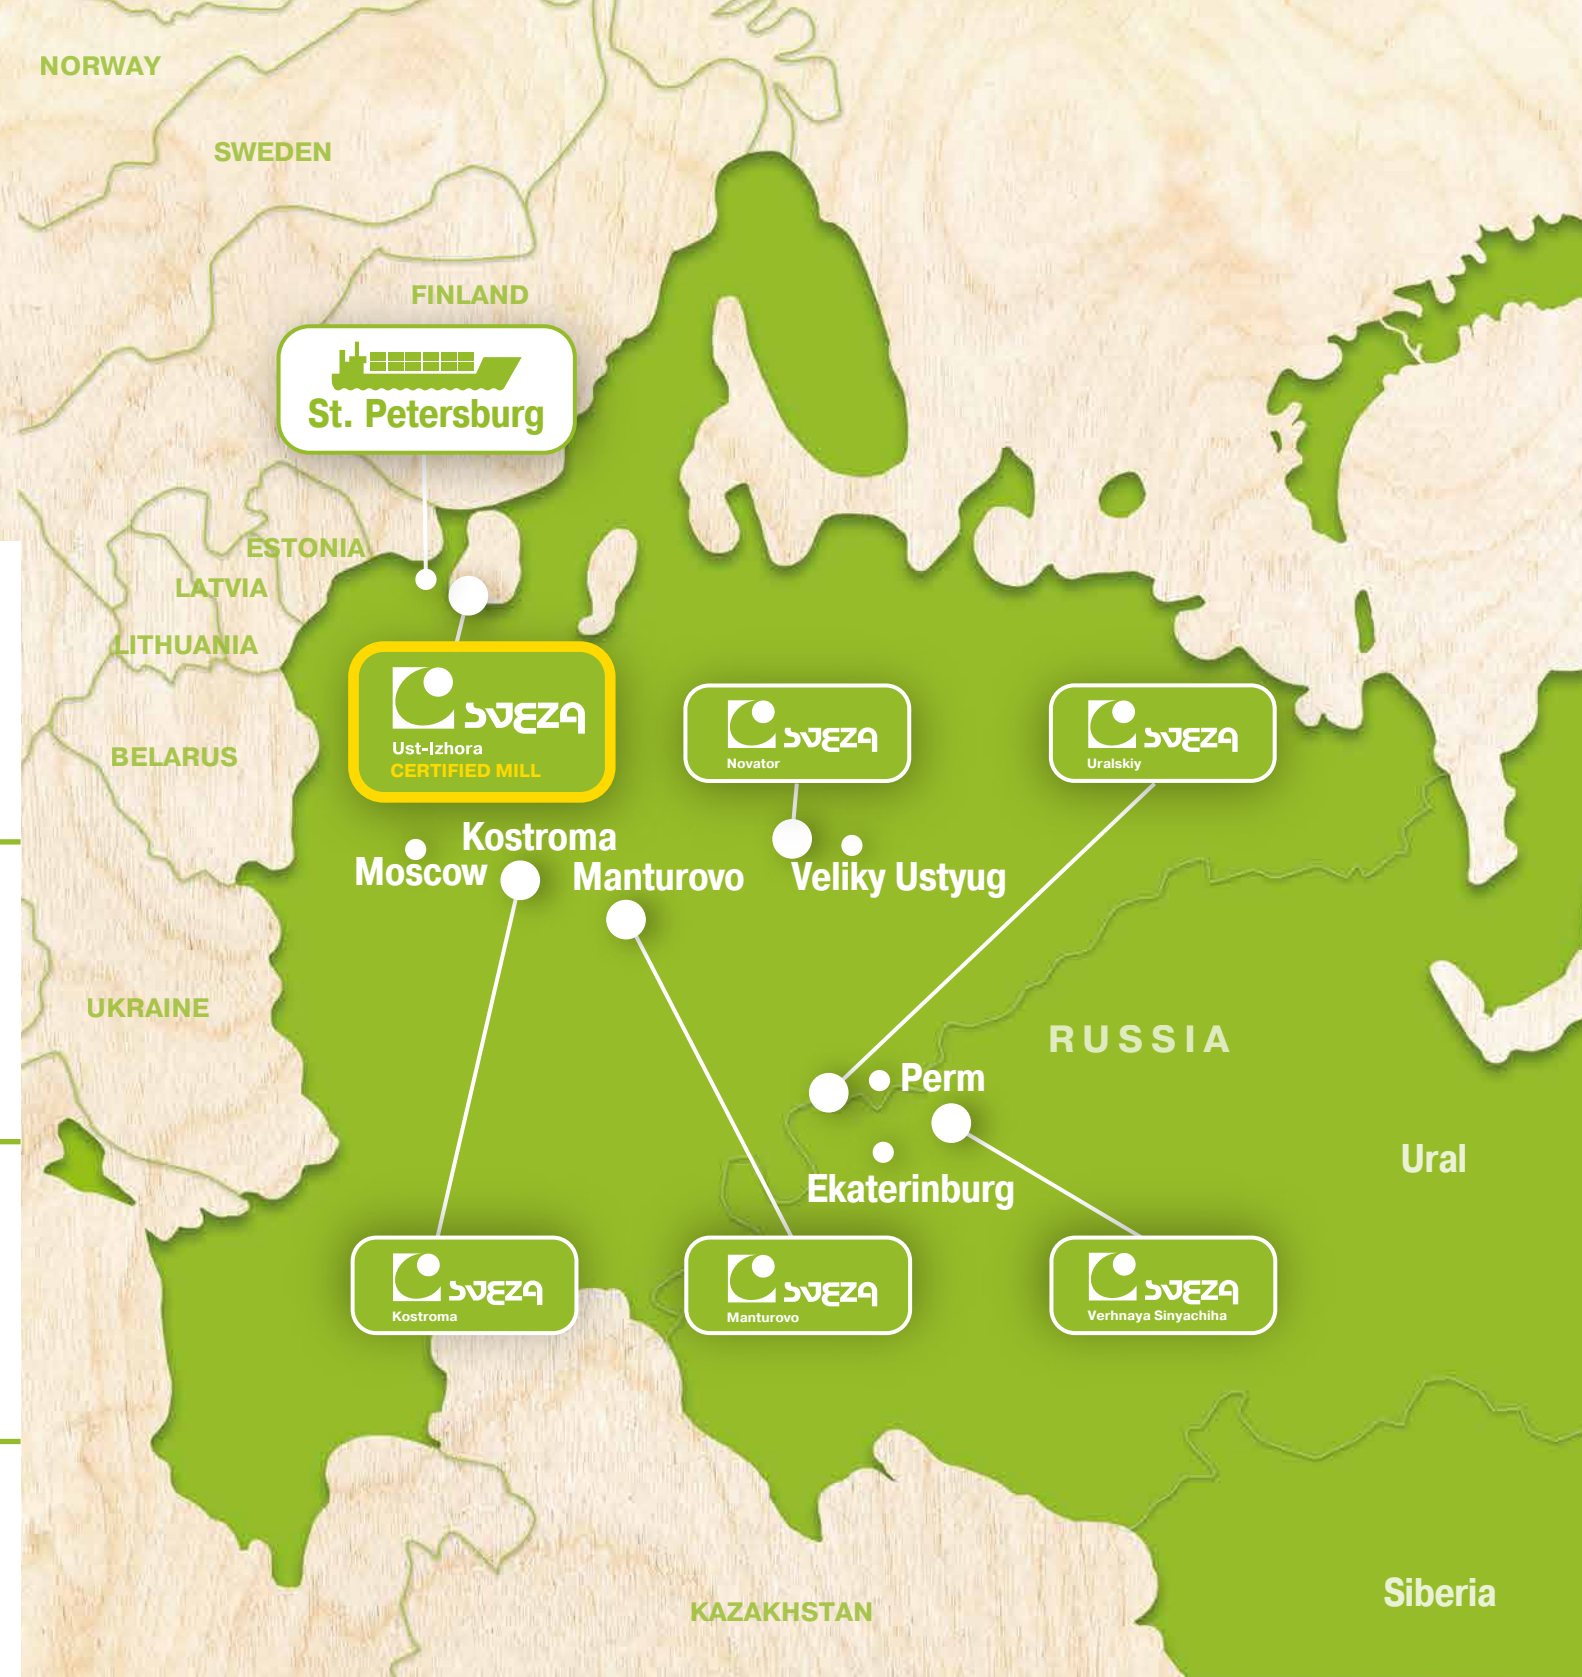 NORWAY
SWEDEN
FINLAND
St. Petersburg
ESTONIA
LATVIA
LITHUANIA
BELARUS
SVEZA
Ust-Izhora
CERTIFIED MILL
SVEZA
Novator
SVEZA
Uralskiy
Kostroma
Moscow
Manturovo
Veliky Ustyug
UKRAINE
RUSSIA
Perm
Ural
Ekaterinburg
SVEZA
Kostroma
SVEZA
Manturovo
SVEZA
Verhnaya Sinyachiha
Siberia
KAZAKHSTAN